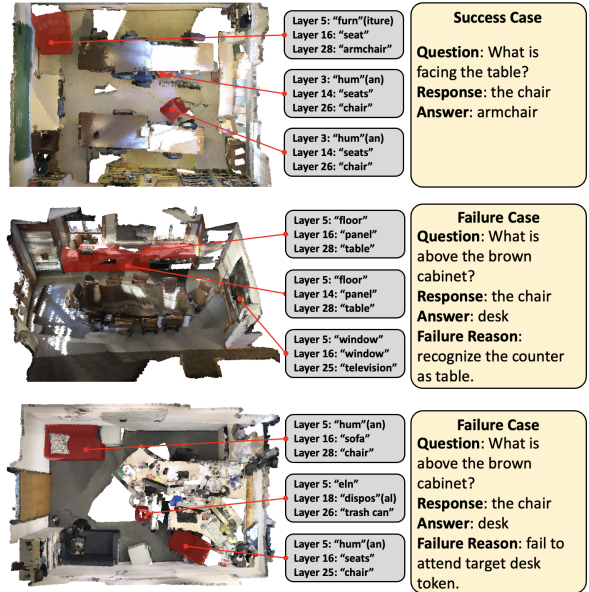 Layer 5: “furn”(iture)
Layer 16: “seat”
Layer 28: “armchair”
Layer 3: “hum”(an)
Layer 14: “seats”
Layer 26: “chair”
Layer 3: “hum”(an)
Layer 14: “seats”
Layer 26: “chair”
Success Case
Question: What is
facing the table?
Response: the chair
Answer: armchair
Layer 5: “floor”
Layer 16: “panel”
Layer 28: “table”
Layer 5: “floor”
Layer 14: “panel”
Layer 28: “table”
Layer 5: “window”
Layer 16: “window”
Layer 25: “television”
Failure Case
Question: What is
above the brown
cabinet?
Response: the chair
Answer: desk
Failure Reason:
recognize the counter
as table.
Layer 5: “hum”(an)
Layer 16: “sofa”
Layer 28: “chair”
Layer 5: “eln”
Layer 18: “dispos”(al)
Layer 26: “trash can”
Layer 5: “hum”(an)
Layer 16: “seats”
Layer 25: “chair”
Failure Case
Question: What is
above the brown
cabinet?
Response: the chair
Answer: desk
Failure Reason: fail to
attend target desk
token.